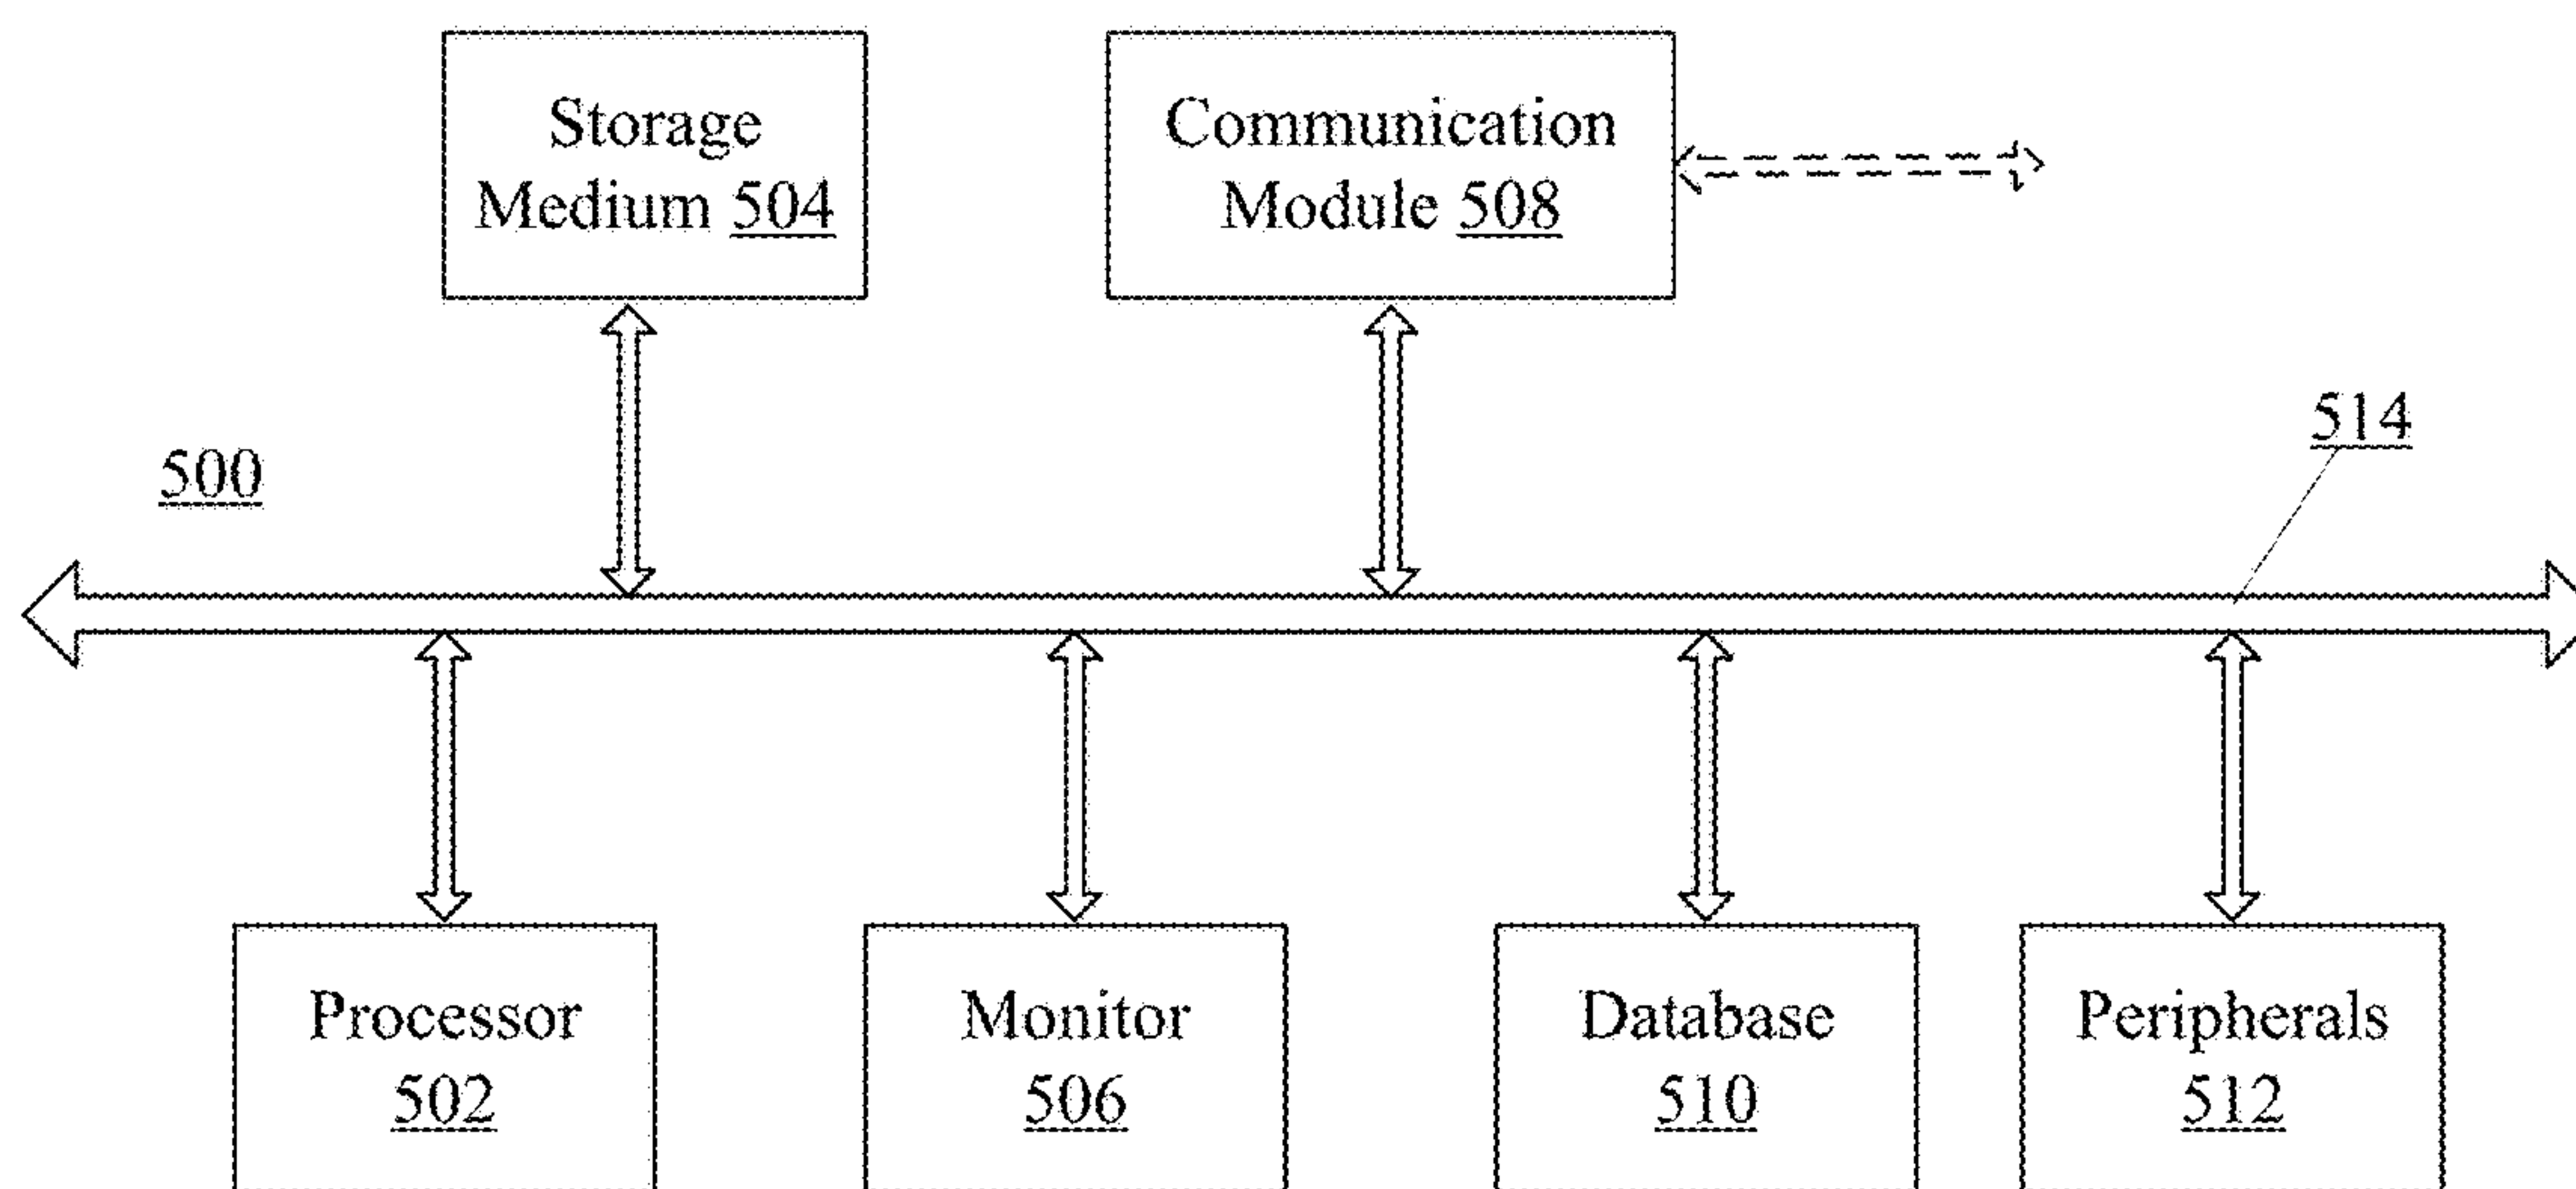 Storage
Medium 504
Communication
Module 508
514
500
Processor
502
Monitor
506
Database
510
Peripherals
512